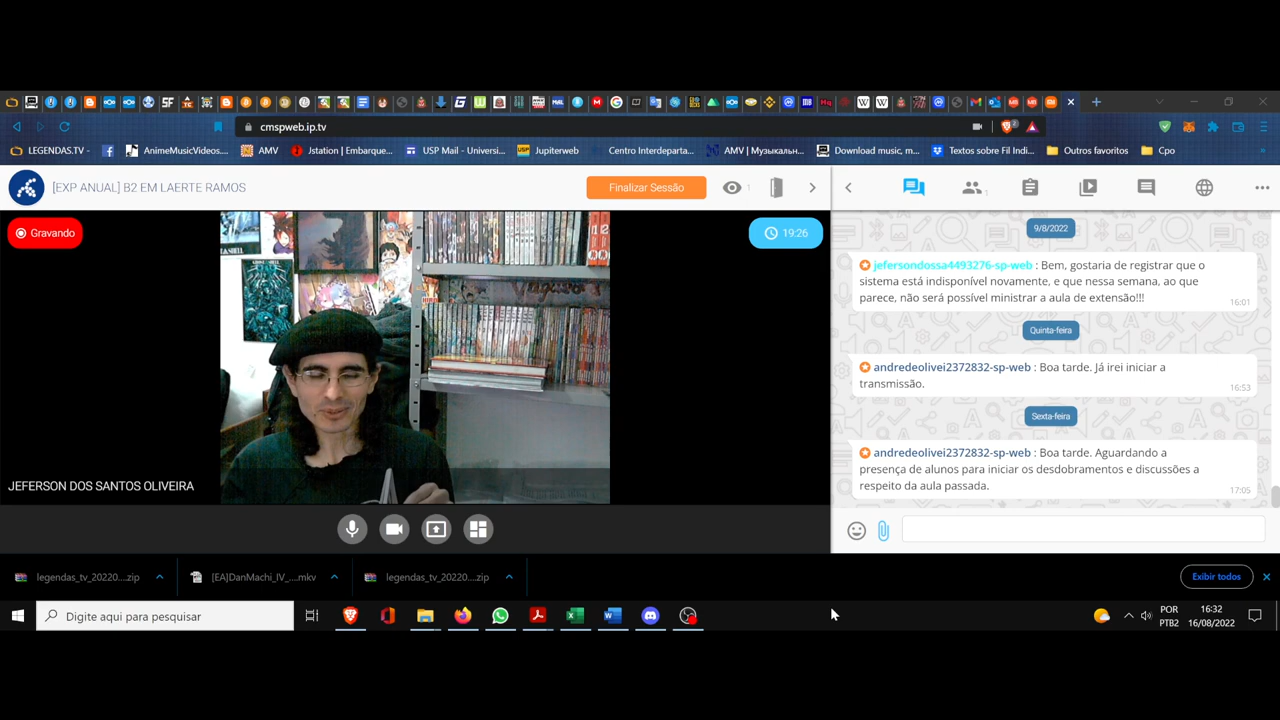 cmspweb.ip.tv
2
LEGENDAS.TV -
AnimeMusicVideos....
AMV
Jstation | Embarque...
USP Mail - Universi...
Jupiterweb
Centro Interdeparta...
AMV | Музыкальн...
Download music, m...
Textos sobre Fil Indi...
Outros favoritos
Cpo
[EXP ANUAL] B2 EM LAERTE RAMOS
Finalizar Sessão
1
1
Gravando
19:26
JEFERSON DOS SANTOS OLIVEIRA
9/8/2022
jefersondossa4493276-sp-web : Bem, gostaria de registrar que o
sistema está indisponível novamente, e que nessa semana, ao que
parece, não será possível ministrar a aula de extensão!!!
16:01
Quinta-feira
andredeolivei2372832-sp-web : Boa tarde. Já irei iniciar a
transmissão.
16:53
Sexta-feira
andredeolivei2372832-sp-web : Boa tarde. Aguardando a
presença de alunos para iniciar os desdobramentos e discussões a
respeito da aula passada.
17:05
legendas_tv_20220....zip
[EA]DanMachi_IV_....mkv
legendas_tv_20220....zip
Exibir todos
Digite aqui para pesquisar
POR
PTB2
16:32
16/08/2022